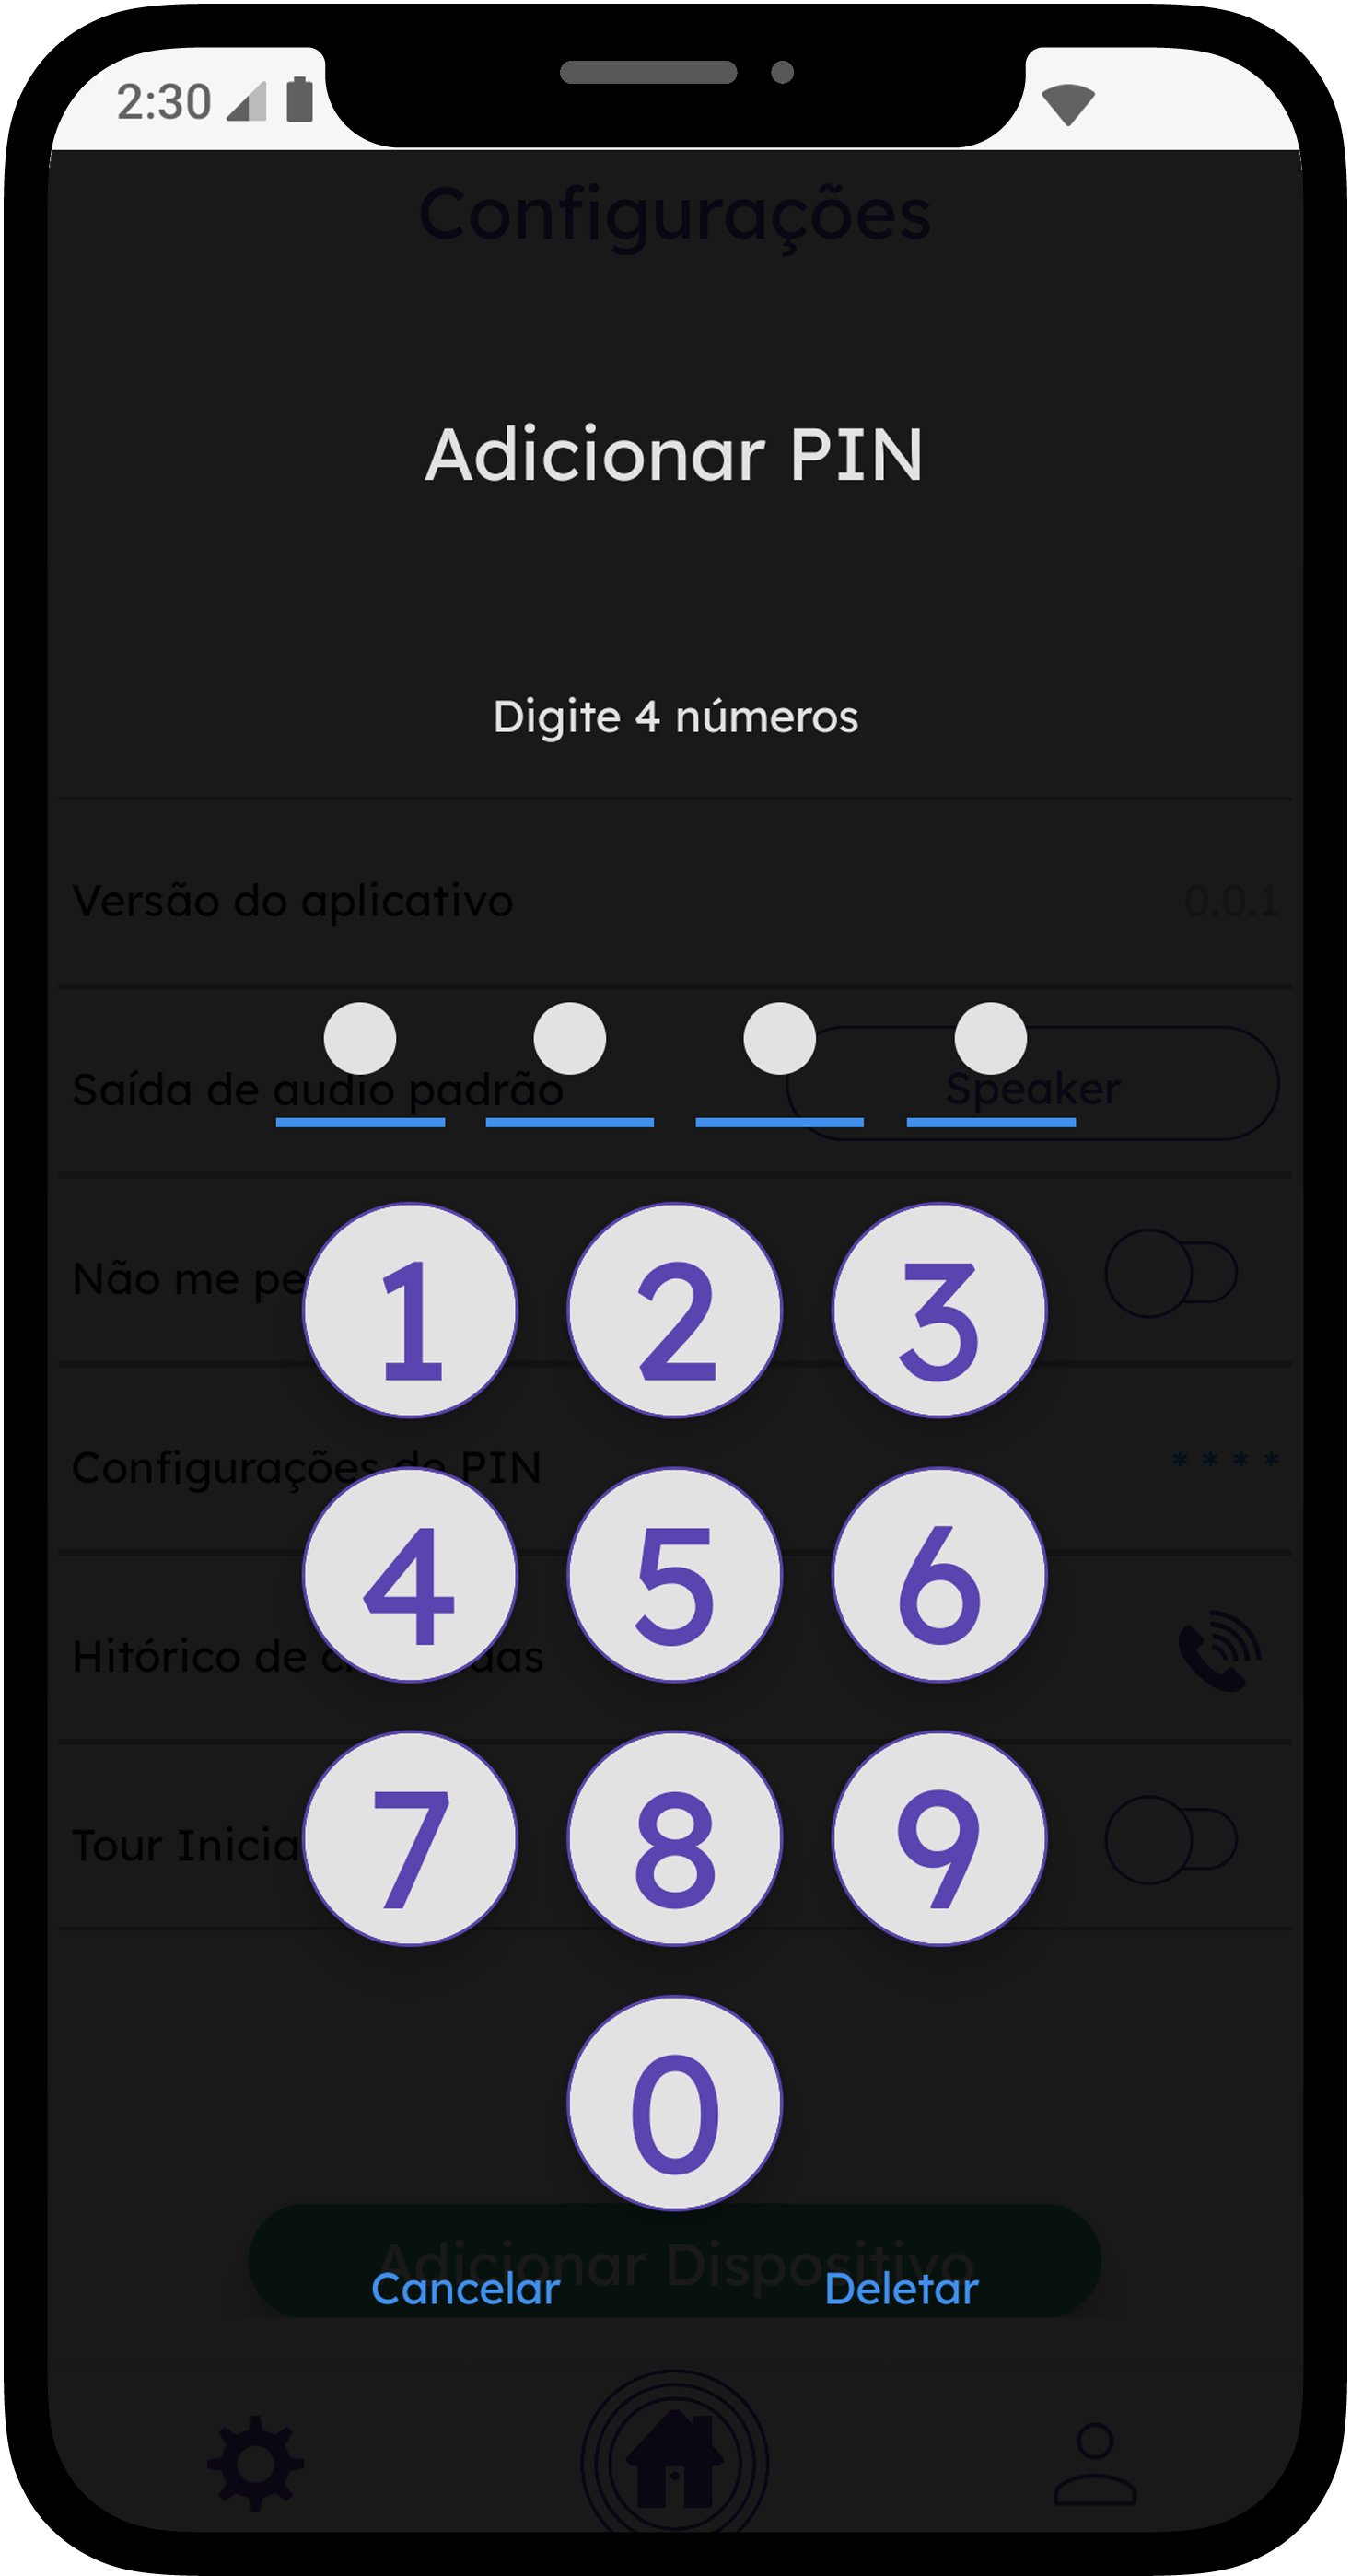 2:30
Configurações
Adicionar PIN
Digite 4 números
Versão do aplicativo 0.0.1
Saída de audio padrão Speaker
Não me pe
Configurações de PIN * * * *
Hitórico de das
Tour Inicia
1 2 3
4 5 6
7 8 9
0
Adicionar Dispositivo
Cancelar Deletar